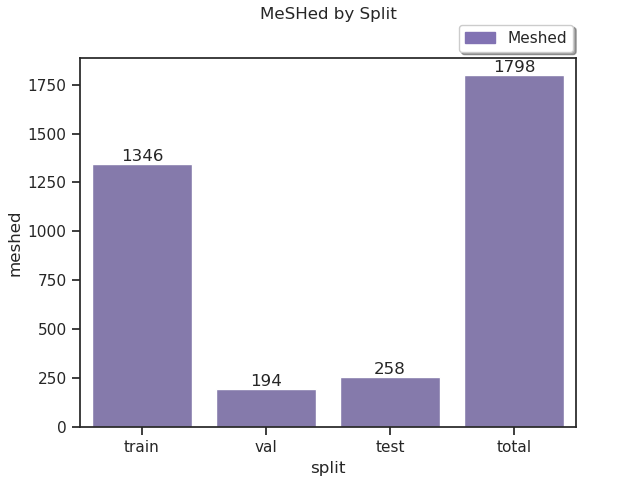 MeSHed by Split
Meshed
1798
1346
258
194
1750
1500
1250
1000
750
500
250
0
meshed
train val test total
split